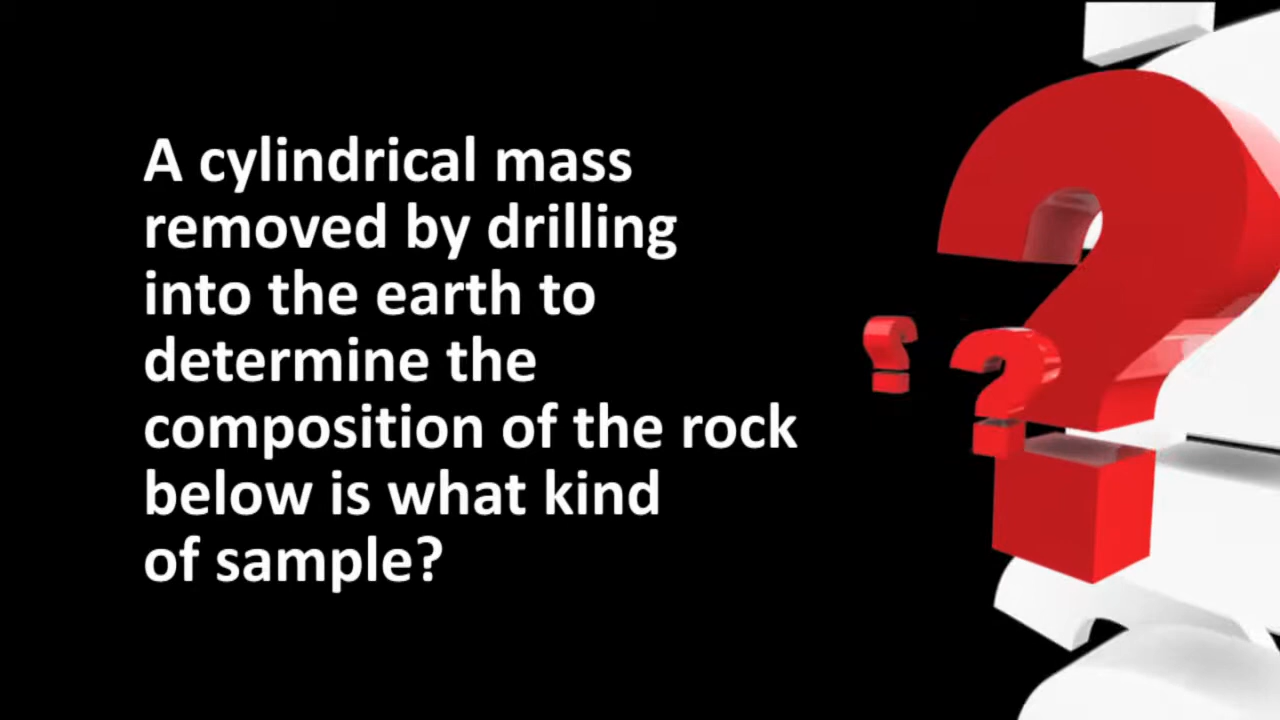 A cylindrical mass
removed by drilling
into the earth to
determine the
composition of the rock
below is what kind
of sample?